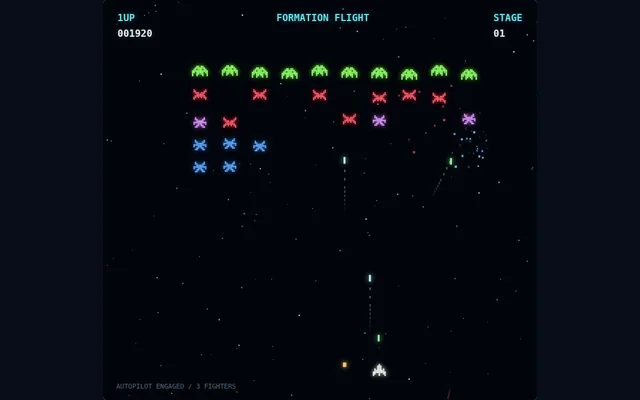 1UP FORMATION FLIGHT STAGE
001920 01
AUTOPILOT ENGAGED / 3 FIGHTERS